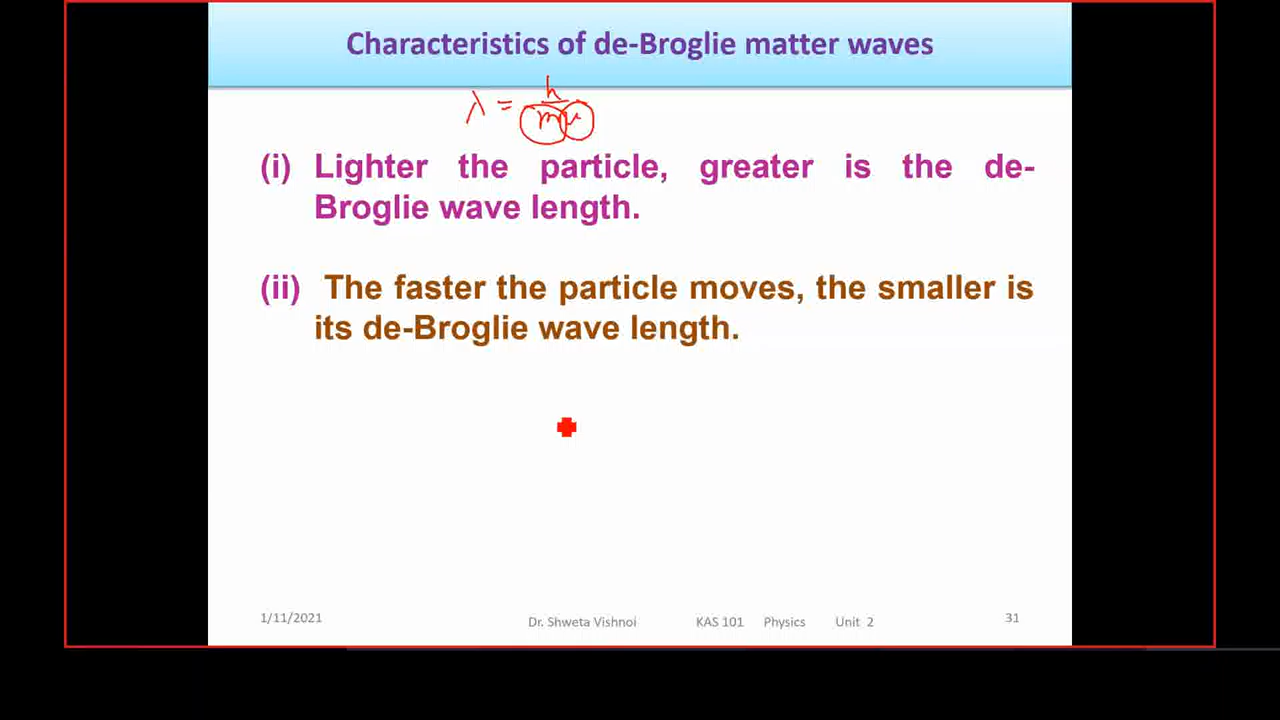 Characteristics of de-Broglie matter waves
λ = h
mv
(i) Lighter the particle, greater is the de-
Broglie wave length.
(ii) The faster the particle moves, the smaller is
its de-Broglie wave length.
1/11/2021 Dr. Shweta Vishnoi KAS 101 Physics Unit 2 31